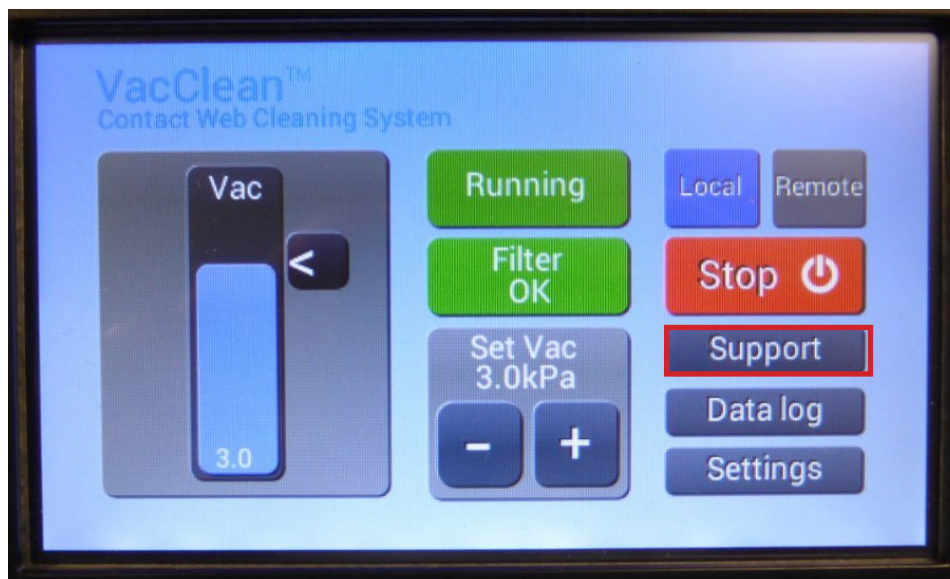 VacClean™
Contact Web Cleaning System
Vac
<
3.0
Running
Filter
OK
Set Vac
3.0kPa
- +
Local Remote
Stop
Support
Data log
Settings